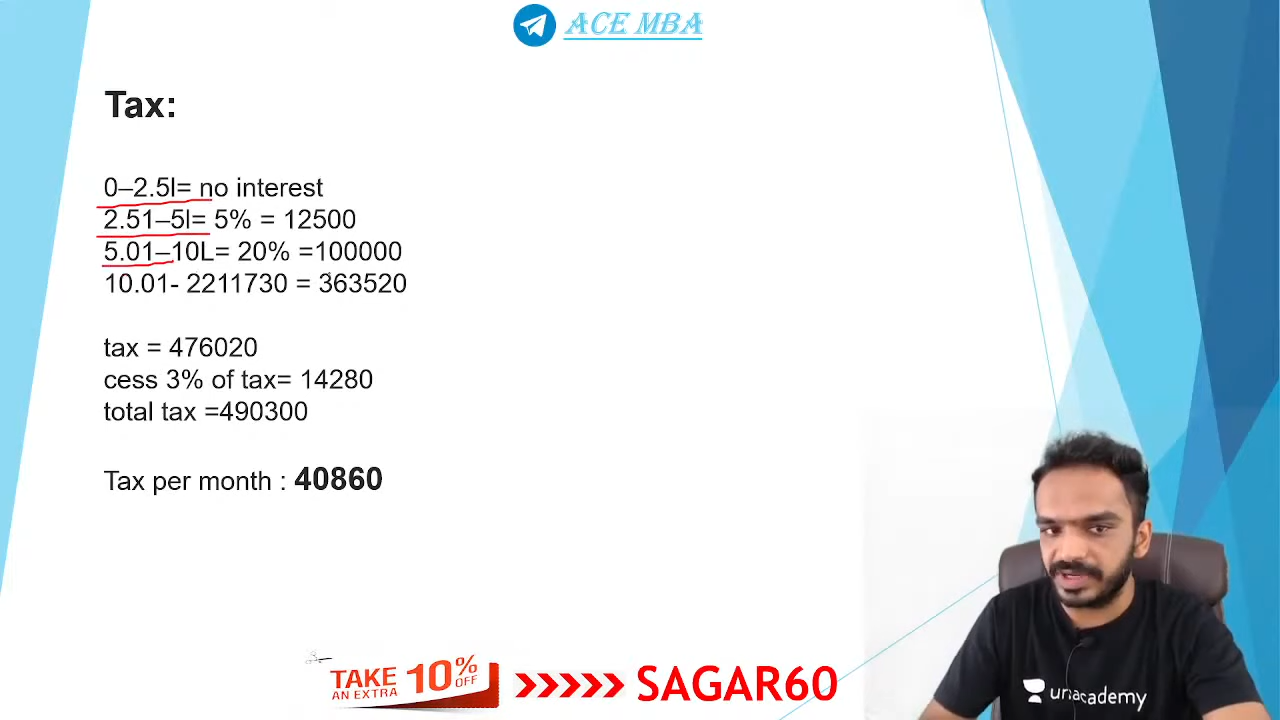 ACE MBA
Tax:
0–2.5l= no interest
2.51–5l= 5% = 12500
5.01–10L= 20% =100000
10.01- 2211730 = 363520
tax = 476020
cess 3% of tax= 14280
total tax =490300
Tax per month : 40860
TAKE 10% OFF
AN EXTRA
>>>>> SAGAR60
unacademy